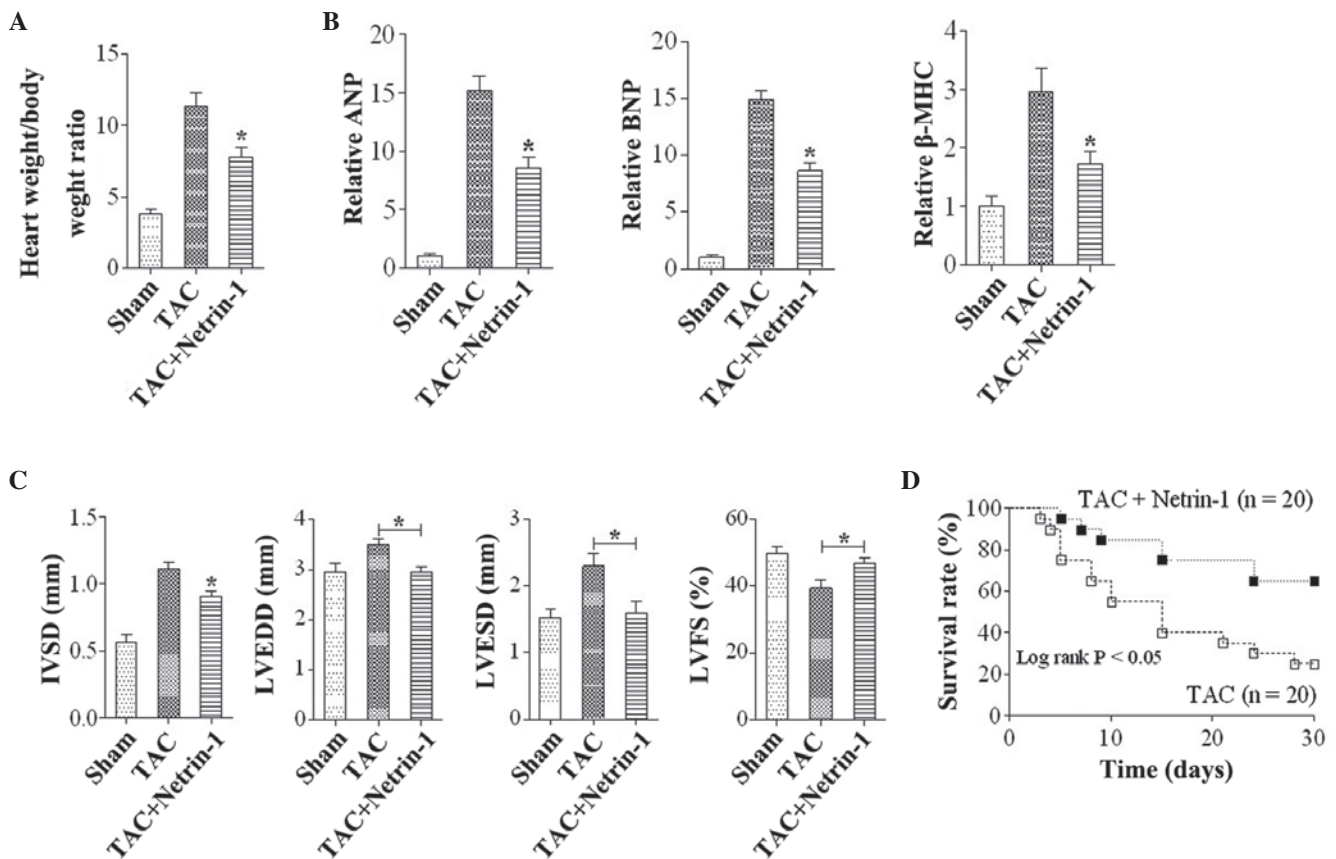 A
Heart weight/body
weght ratio
15
10
5
0
Sham
TAC
TAC+Netrin-1
*
B
Relative ANP
20
15
10
5
0
Sham
TAC
TAC+Netrin-1
*
Relative BNP
20
15
10
5
0
Sham
TAC
TAC+Netrin-1
*
Relative β-MHC
4
3
2
1
0
Sham
TAC
TAC+Netrin-1
*
C
IVSD (mm)
1.5
1.0
0.5
0.0
Sham
TAC
TAC+Netrin-1
*
LVEDD (mm)
4
3
2
1
0
Sham
TAC
TAC+Netrin-1
*
LVESD (mm)
3
2
1
0
Sham
TAC
TAC+Netrin-1
*
LVFS (%)
60
40
20
0
Sham
TAC
TAC+Netrin-1
*
D
Survival rate (%)
100
80
60
40
20
0
TAC + Netrin-1 (n = 20)
Log rank P < 0.05
TAC (n = 20)
0
10
20
30
Time (days)